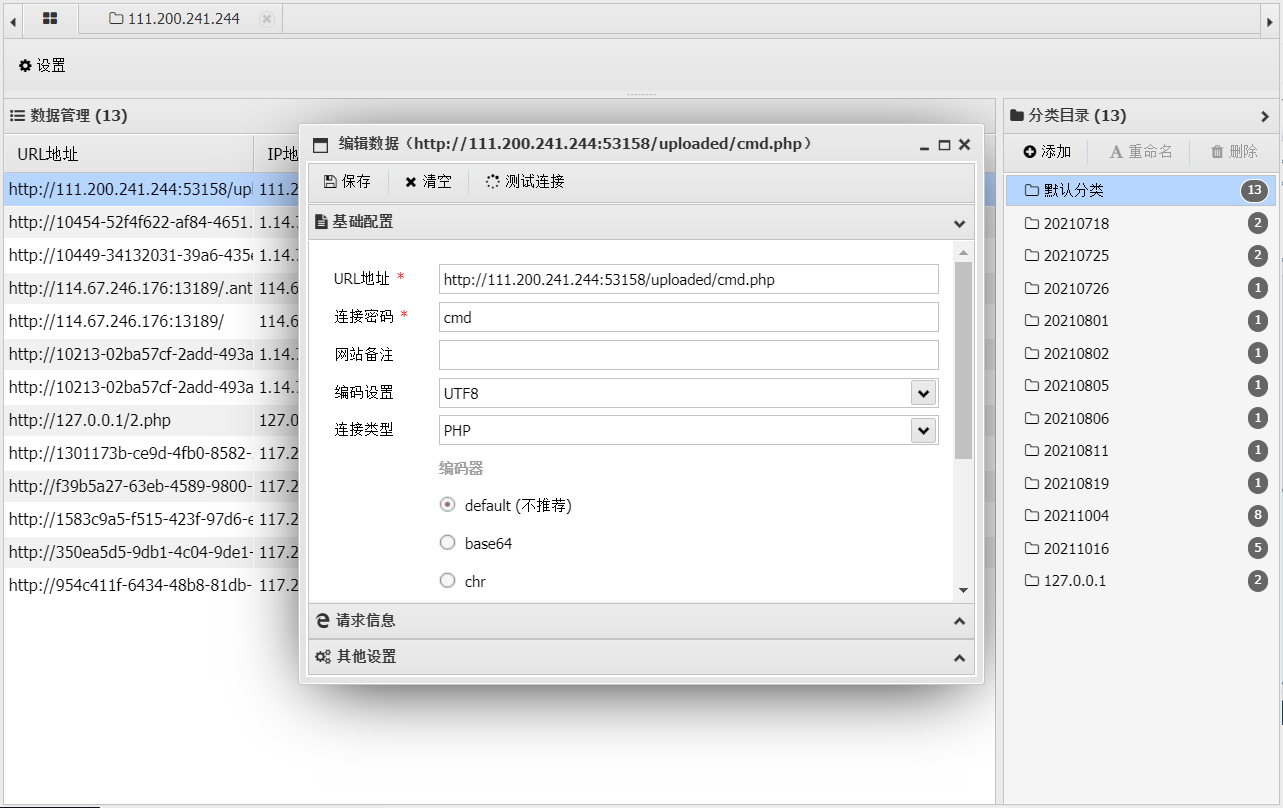 111.200.241.244
设置
数据管理 (13)
URL地址 IP地
http://111.200.241.244:53158/upl 111.2
http://10454-52f4f622-af84-4651. 1.14.7
http://10449-34132031-39a6-435e 1.14.7
http://114.67.246.176:13189/.ant 114.6
http://114.67.246.176:13189/ 114.6
http://10213-02ba57cf-2add-493a 1.14.7
http://10213-02ba57cf-2add-493a 1.14.7
http://127.0.0.1/2.php 127.0
http://1301173b-ce9d-4fb0-8582- 117.2
http://f39b5a27-63eb-4589-9800- 117.2
http://1583c9a5-f515-423f-97d6-e 117.2
http://350ea5d5-9db1-4c04-9de1- 117.2
http://954c411f-6434-48b8-81db- 117.2
编辑数据（http://111.200.241.244:53158/uploaded/cmd.php）
保存 清空 测试连接
基础配置
URL地址 * http://111.200.241.244:53158/uploaded/cmd.php
连接密码 * cmd
网站备注
编码设置 UTF8
连接类型 PHP
编码器
default (不推荐)
base64
chr
请求信息
其他设置
分类目录 (13)
添加 重命名 删除
默认分类 13
20210718 2
20210725 2
20210726 1
20210801 1
20210802 1
20210805 1
20210806 1
20210811 1
20210819 1
20211004 8
20211016 5
127.0.0.1 2